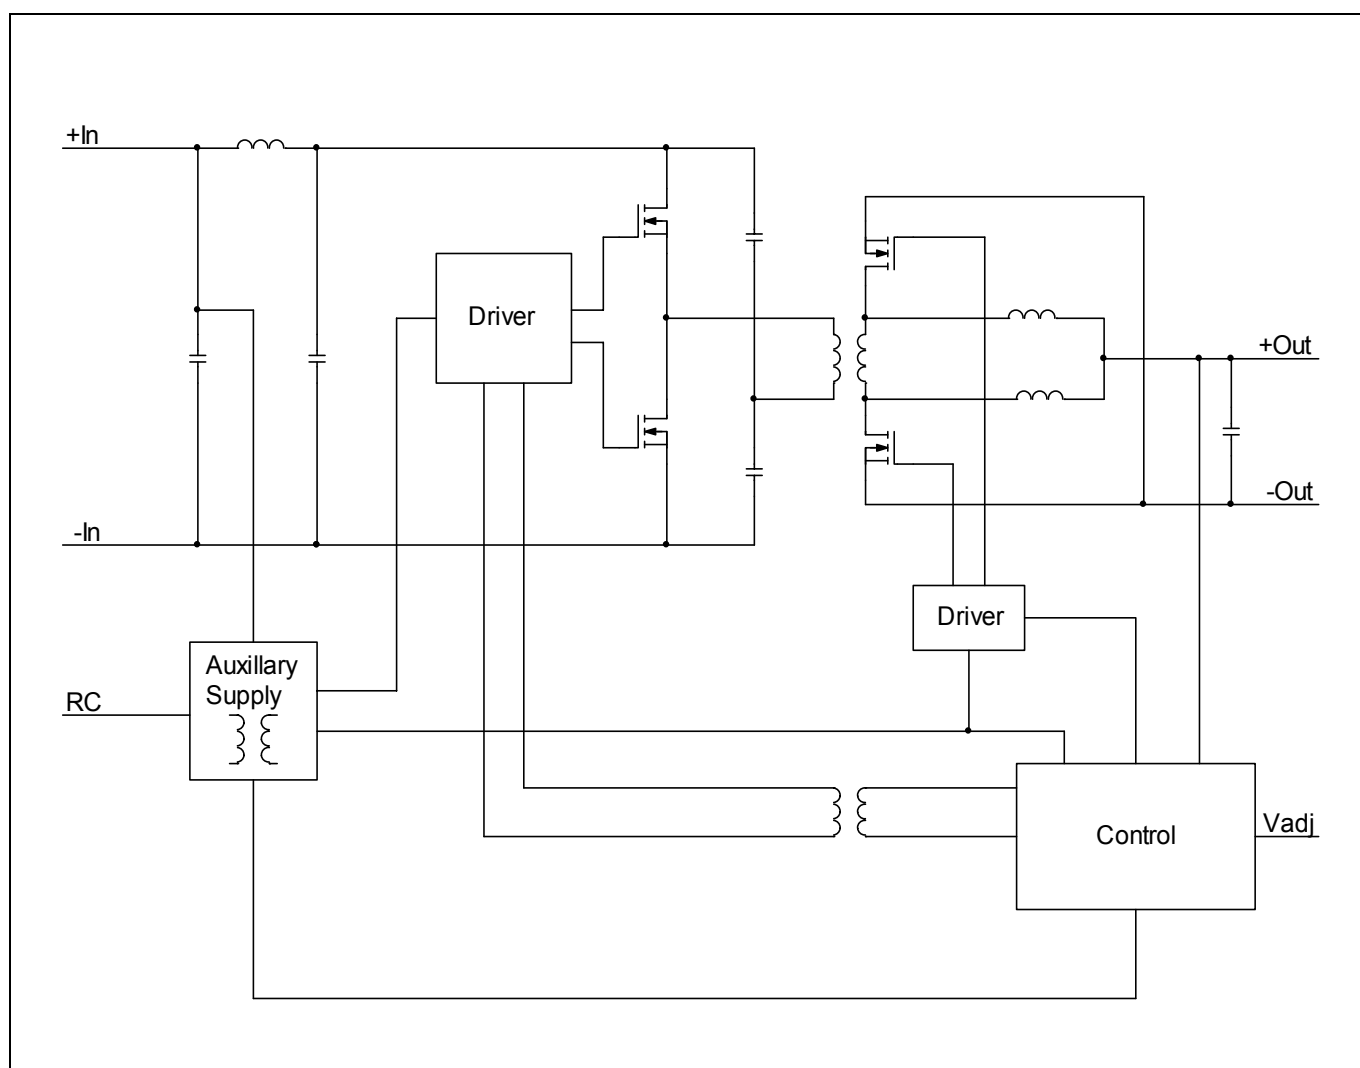 +In
Driver
+Out
-Out
-In
Driver
Auxillary
Supply
RC
Control
Vadj